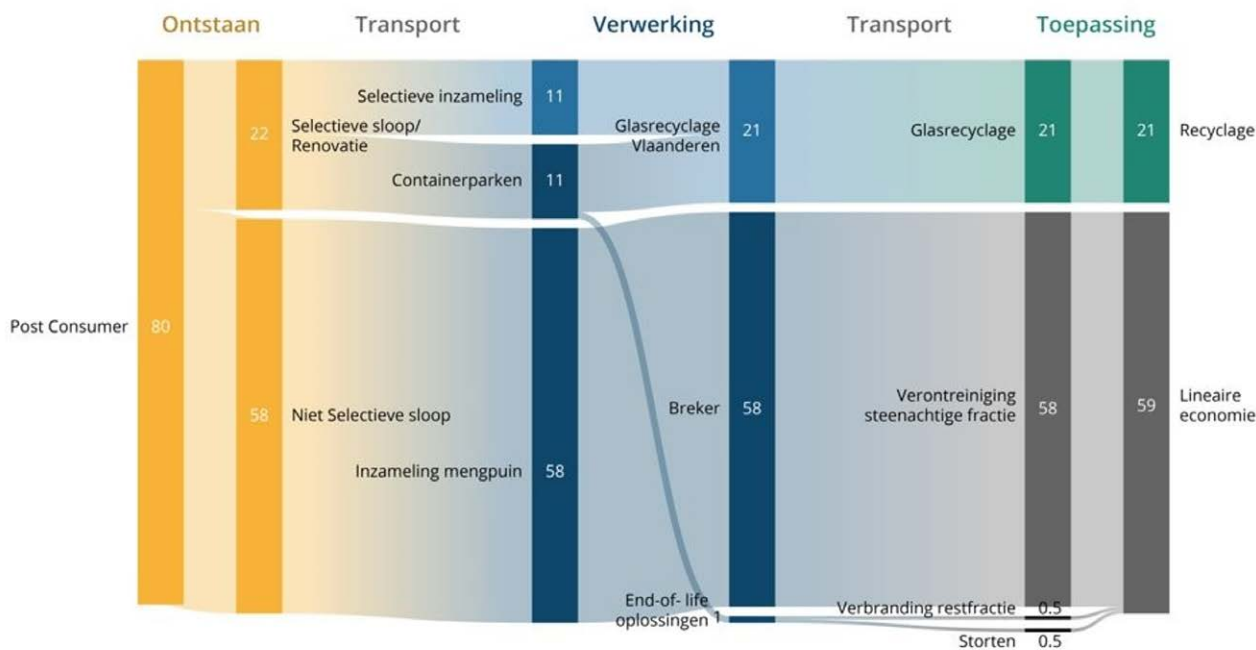 Ontstaan
Transport
Verwerking
Transport
Toepassing
Post Consumer
80
22
Selectieve sloop/
Renovatie
58
Niet Selectieve sloop
Selectieve inzameling
11
Containerparken
11
Inzameling mengpuin
58
Glasrecyclage
Vlaanderen
21
Breker
58
End-of- life
oplossingen
1
Glasrecyclage
21
Verontreiniging
steenachtige fractie
58
Verbranding restfractie
0.5
Storten
0.5
21
Recyclage
59
Lineaire
economie